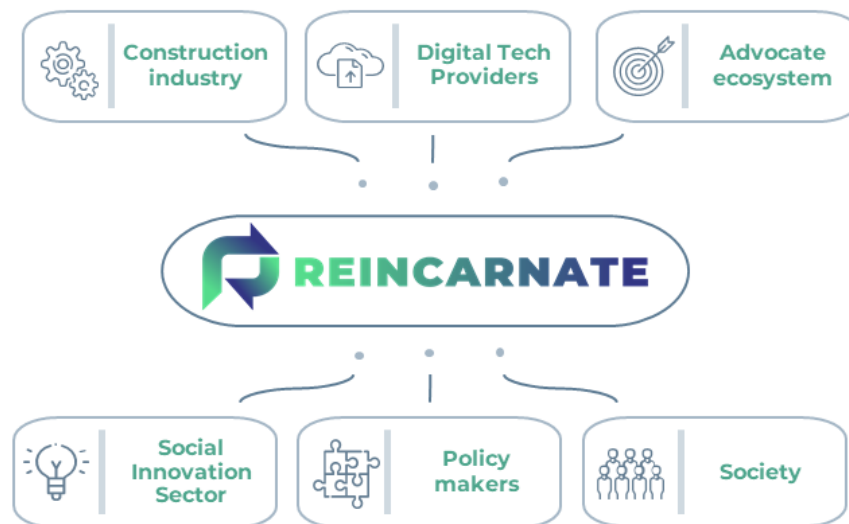 Construction
industry
Digital Tech
Providers
Advocate
ecosystem
REINCARNATE
Social
Innovation
Sector
Policy
makers
Society